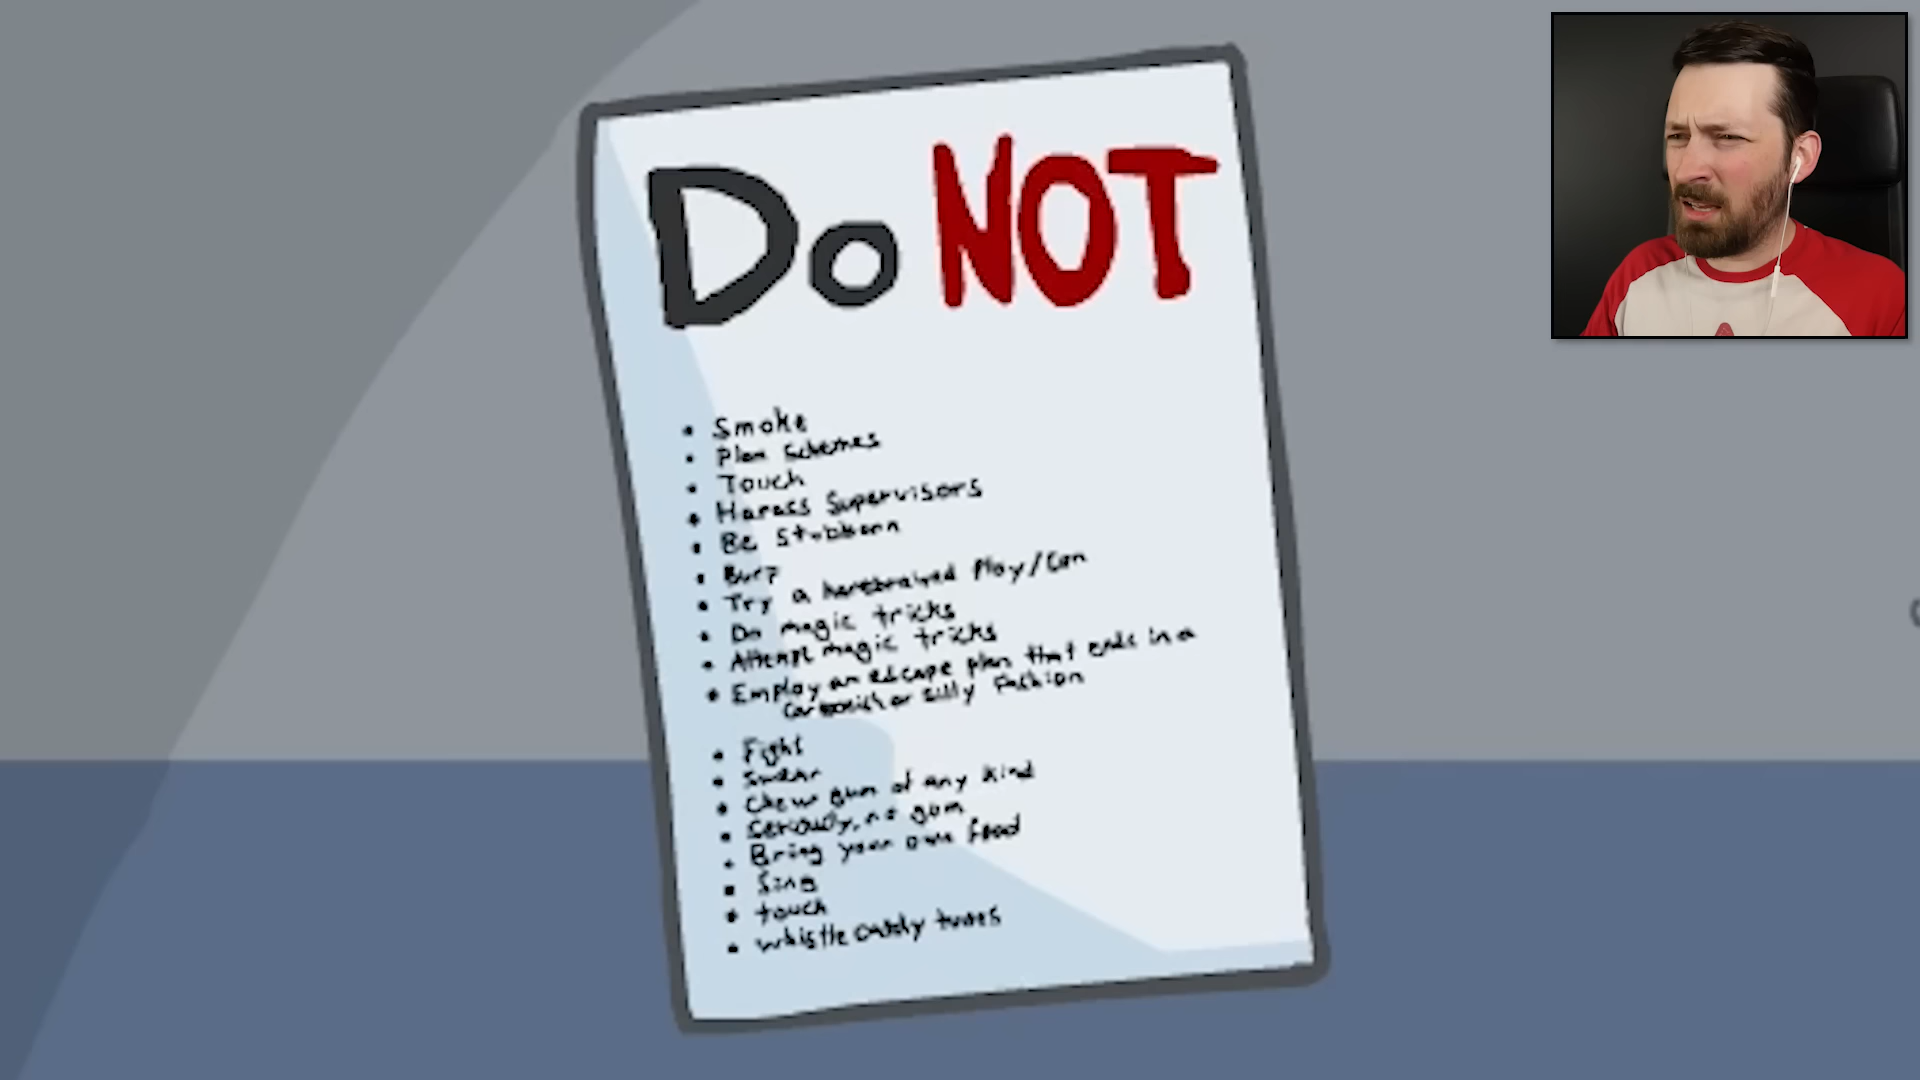 Do NOT
• Smoke
• Plan Schemes
• Touch
• Harass Supervisors
• Be Stubborn
• Burp
• Try a harebrained Ploy/Con
• Do magic tricks
• Attempt magic tricks
• Employ an escape plan that ends in a
Cartoonish or silly Fashion
• Fight
• Swear
• Chew gum of any kind
• Seriously, no gum
• Bring your own food
• Sing
• touch
• whistle catchy tunes